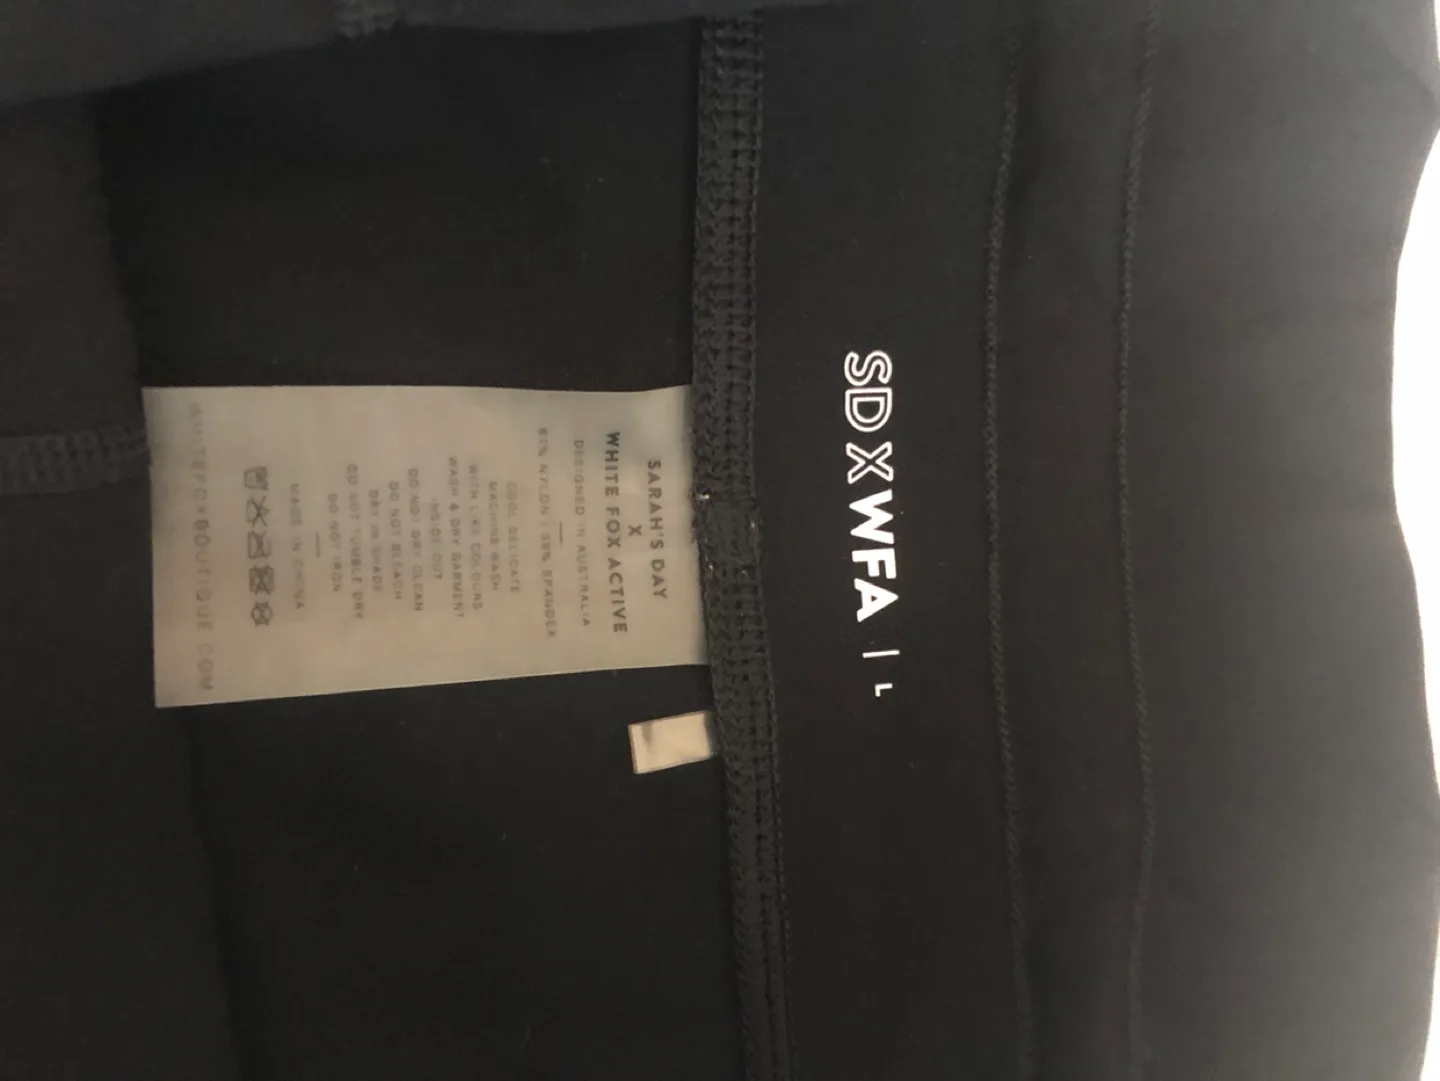 SD X WFA | L
SARAH'S DAY
X
WHITE FOX ACTIVE
DESIGNED IN AUSTRALIA
NYLON | SPANDEX
COOL DELICATE
MACHINE WASH
WITH LIKE COLOURS
WASH & DRY GARMENT
INSIDE OUT
DO NOT DRY CLEAN
DO NOT BLEACH
DRY IN SHADE
DO NOT TUMBLE DRY
DO NOT IRON
MADE IN CHINA
WHITEFOXBOUTIQUE.COM